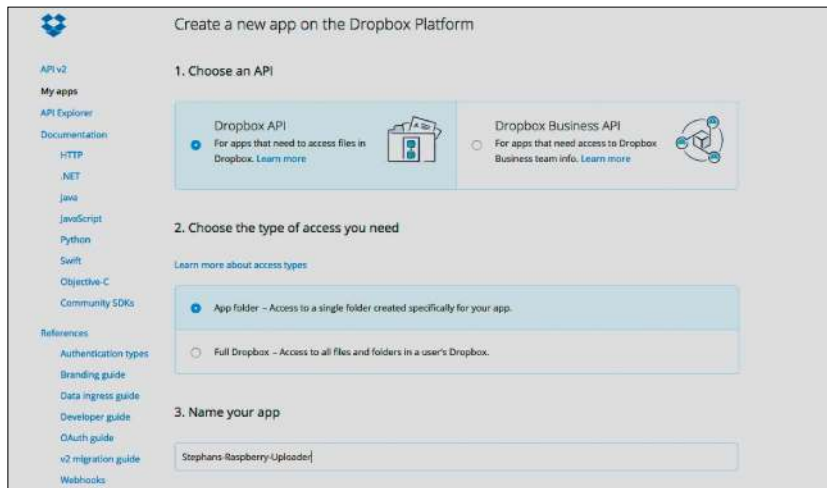 Create a new app on the Dropbox Platform
API v2
My apps
API Explorer
Documentation
HTTP
.NET
Java
JavaScript
Python
Swift
Objective-C
Community SDKs
References
Authentication types
Branding guide
Data ingress guide
Developer guide
OAuth guide
v2 migration guide
Webhooks
1. Choose an API
Dropbox API
For apps that need to access files in
Dropbox. Learn more
Dropbox Business API
For apps that need access to Dropbox
Business team info. Learn more
2. Choose the type of access you need
Learn more about access types
App folder – Access to a single folder created specifically for your app.
Full Dropbox – Access to all files and folders in a user's Dropbox.
3. Name your app
Stephans-Raspberry-Uploader